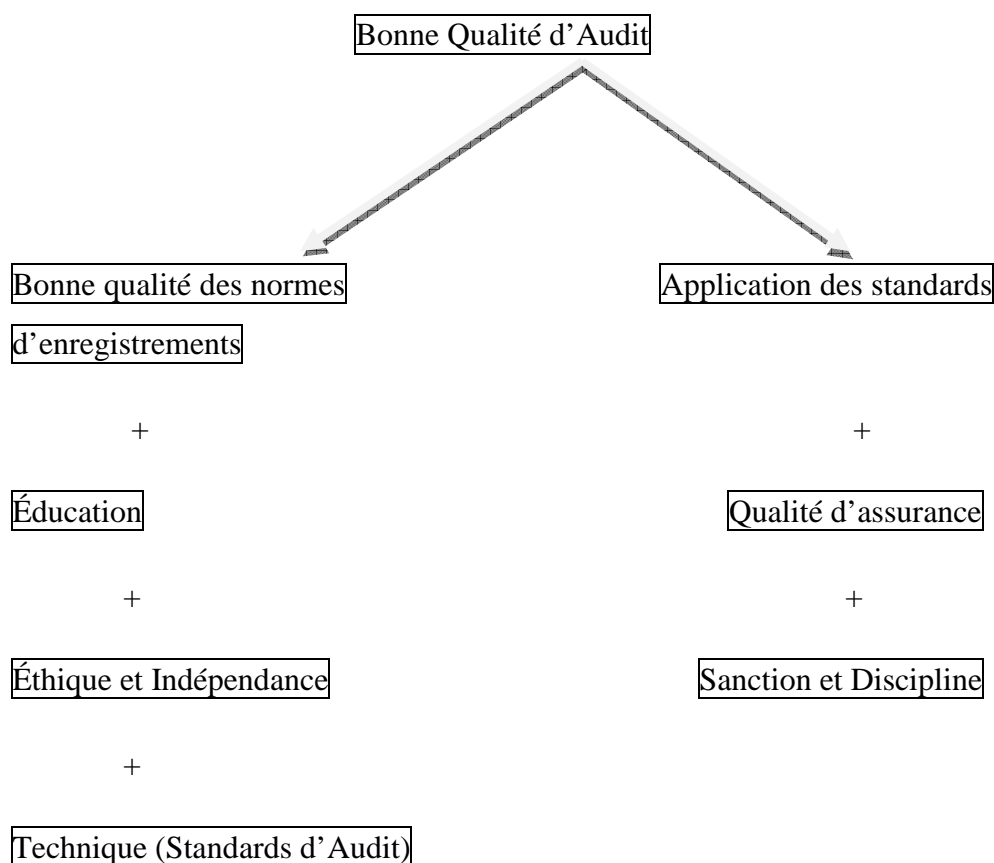 Bonne Qualité d’Audit
Bonne qualité des normes
d’enregistrements
Application des standards
+
+
Éducation
Qualité d’assurance
+
+
Éthique et Indépendance
Sanction et Discipline
+
Technique (Standards d’Audit)